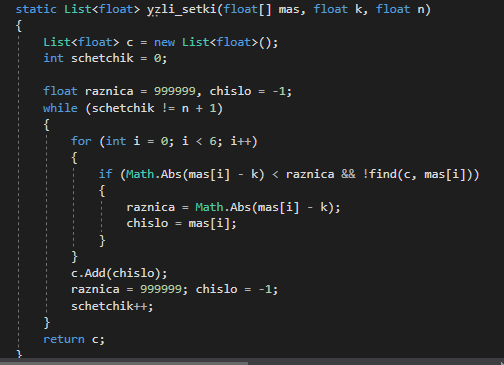 static List<float> yzli_setki(float[] mas, float k, float n)
{
List<float> c = new List<float>();
int schetchik = 0;
float raznica = 999999, chislo = -1;
while (schetchik != n + 1)
{
for (int i = 0; i < 6; i++)
{
if (Math.Abs(mas[i] - k) < raznica && !find(c, mas[i]))
{
raznica = Math.Abs(mas[i] - k);
chislo = mas[i];
}
}
c.Add(chislo);
raznica = 999999; chislo = -1;
schetchik++;
}
return c;
}